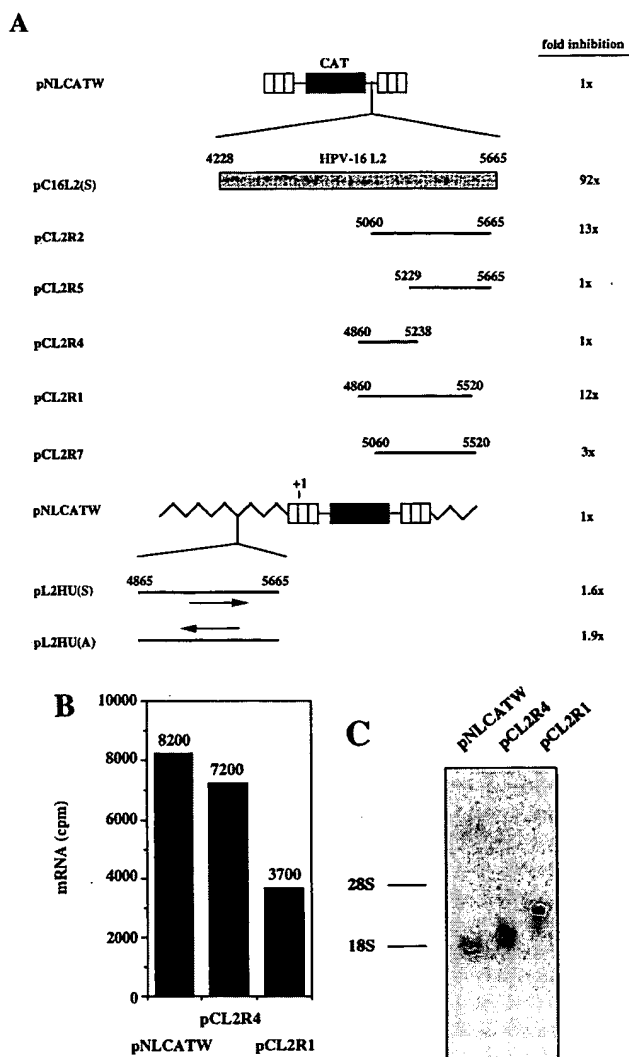 A
fold inhibition
CAT
pNLCATW 1x
4228 HPV-16 L2 5665
pC16L2(S) 92x
5060 5665
pCL2R2 13x
5229 5665
pCL2R5 1x
4860 5238
pCL2R4 1x
4860 5520
pCL2R1 12x
5060 5520
pCL2R7 3x
+1
pNLCATW 1x
4865 5665
pL2HU(S) 1.6x
pL2HU(A) 1.9x
B
mRNA (cpm)
10000
8000
6000
4000
2000
0
8200
7200
3700
pCL2R4
pNLCATW pCL2R1
C
pNLCATW
pCL2R4
pCL2R1
28S
18S